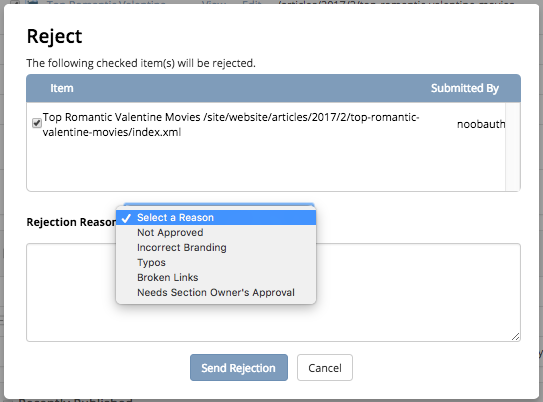 Top Romantic Valentine View Edit /articles/2017/2/top-romantic-valentine-movies
Reject
The following checked item(s) will be rejected.
Item Submitted By
Top Romantic Valentine Movies /site/website/articles/2017/2/top-romantic-
valentine-movies/index.xml
noobauth
Rejection Reason
✓ Select a Reason
Not Approved
Incorrect Branding
Typos
Broken Links
Needs Section Owner's Approval
Send Rejection Cancel
Recently Published